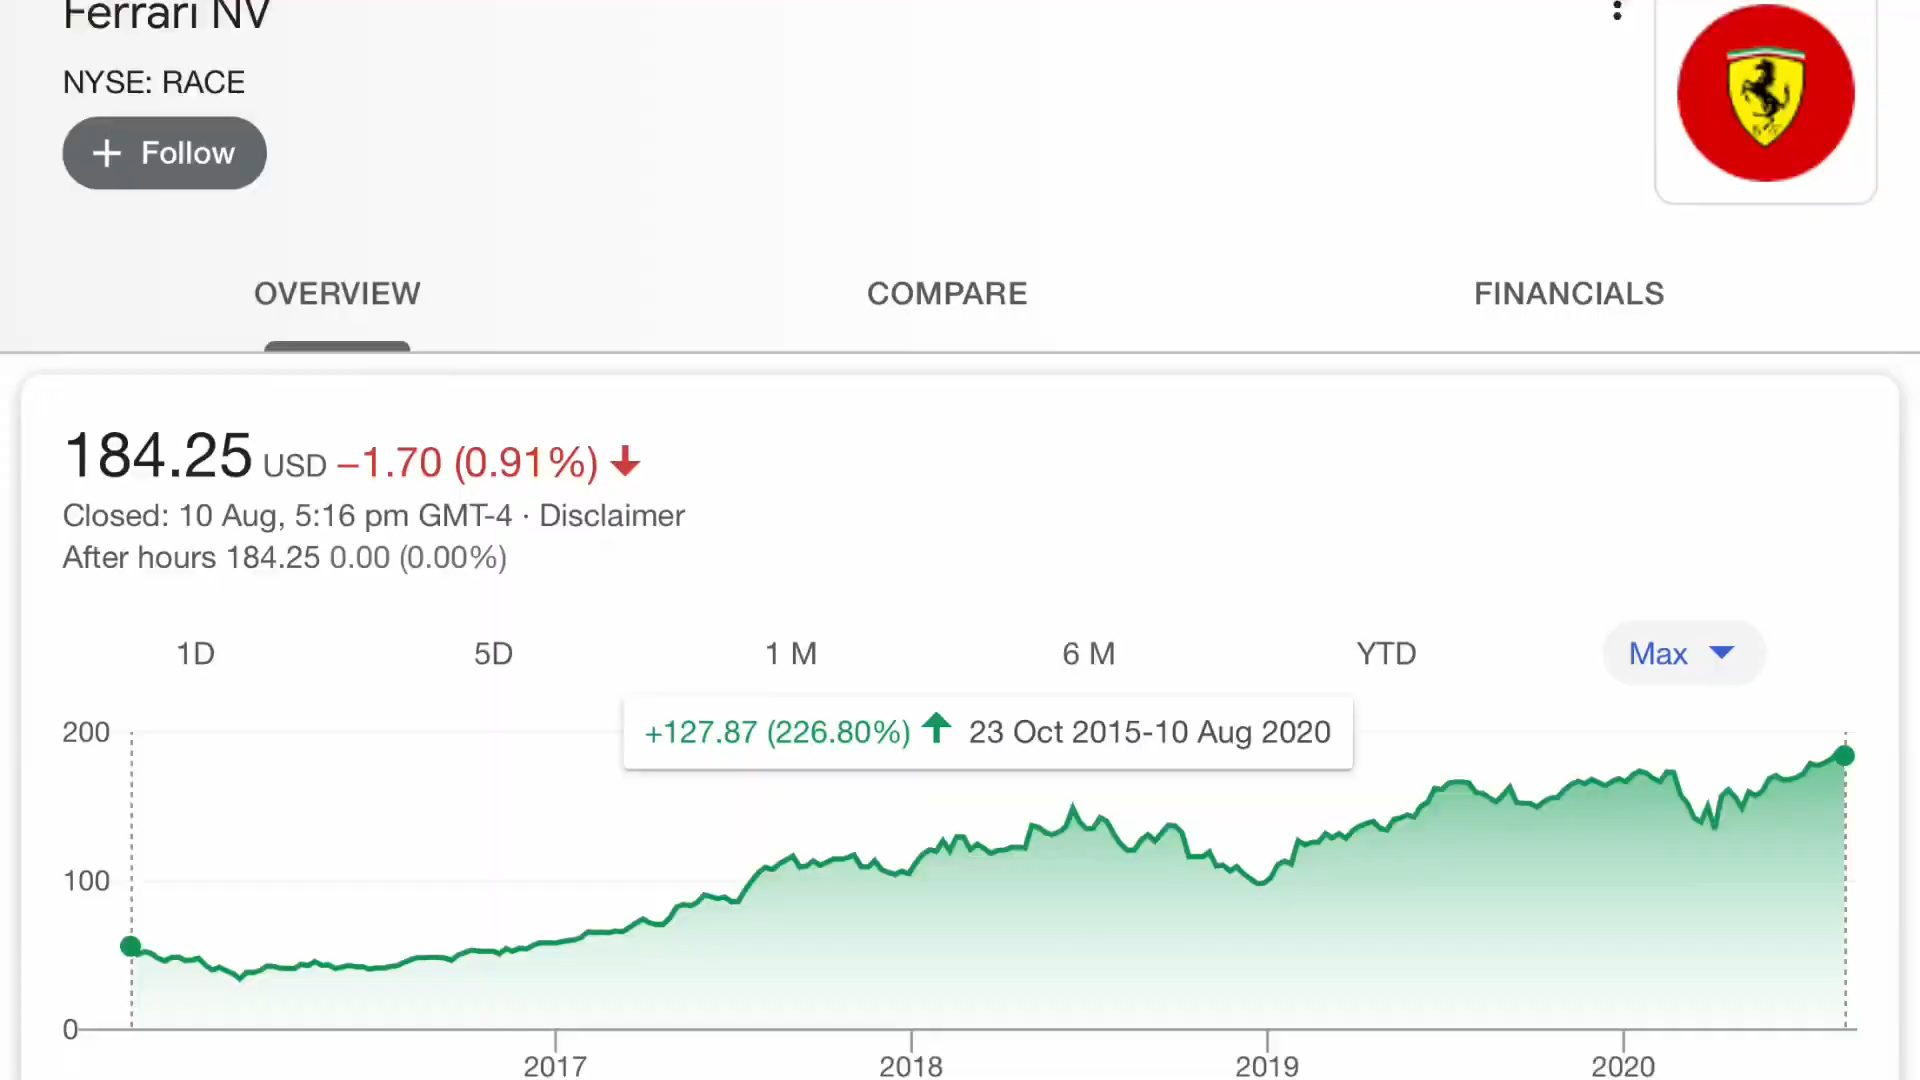 Ferrari NV
NYSE: RACE
+ Follow
OVERVIEW COMPARE FINANCIALS
184.25 USD −1.70 (0.91%)
Closed: 10 Aug, 5:16 pm GMT-4 · Disclaimer
After hours 184.25 0.00 (0.00%)
1D 5D 1 M 6 M YTD Max
+127.87 (226.80%) 23 Oct 2015-10 Aug 2020
200
100
0
2017 2018 2019 2020